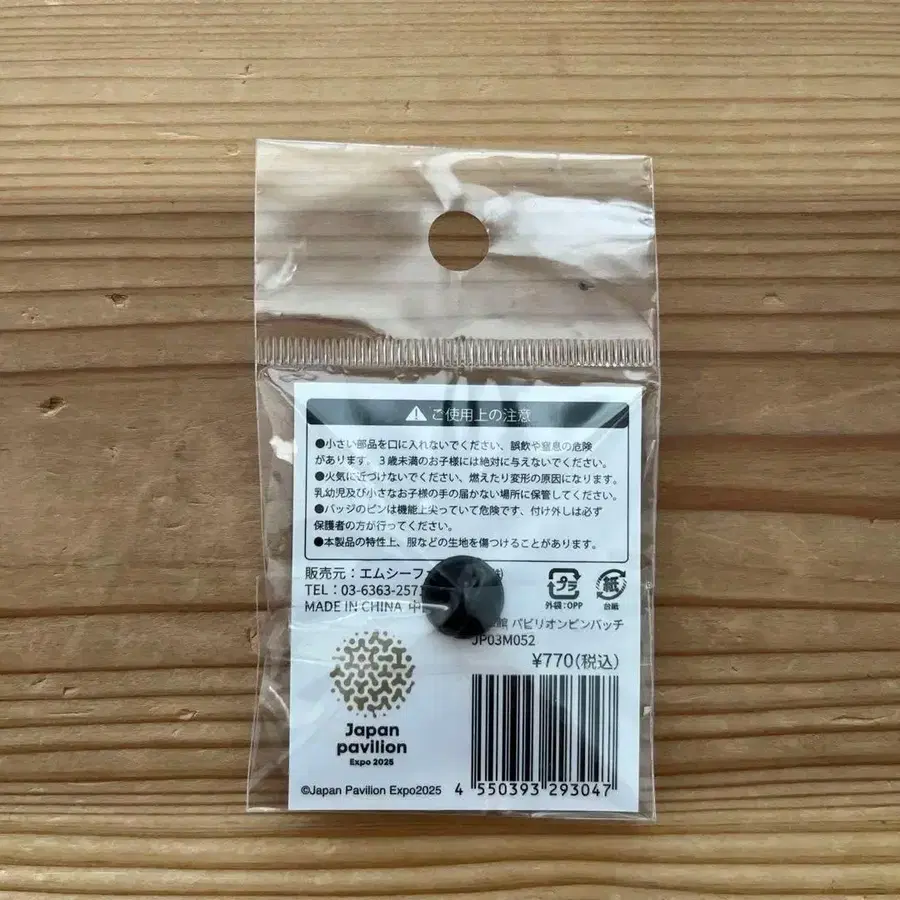 ⚠ ご使用上の注意
●小さい部品を口に入れないでください、誤飲や窒息の危険
があります。3歳未満のお子様には絶対に与えないでください。
●火気に近づけないでください、燃えたり変形の原因になります。
乳幼児及び小さなお子様の手の届かない場所に保管してください。
●バッジのピンは機能上尖っていて危険です、付け外しは必ず
保護者の方が行ってください。
●本製品の特性上、服などの生地を傷つけることがあります。
販売元：エムシーフ
TEL：03-6363-257
MADE IN CHINA
プラ
外袋：OPP
紙
台紙
館 パビリオンピンバッチ
JP03M052
¥770(税込)
Japan
pavilion
Expo 2025
©Japan Pavilion Expo2025
4 550393 293047